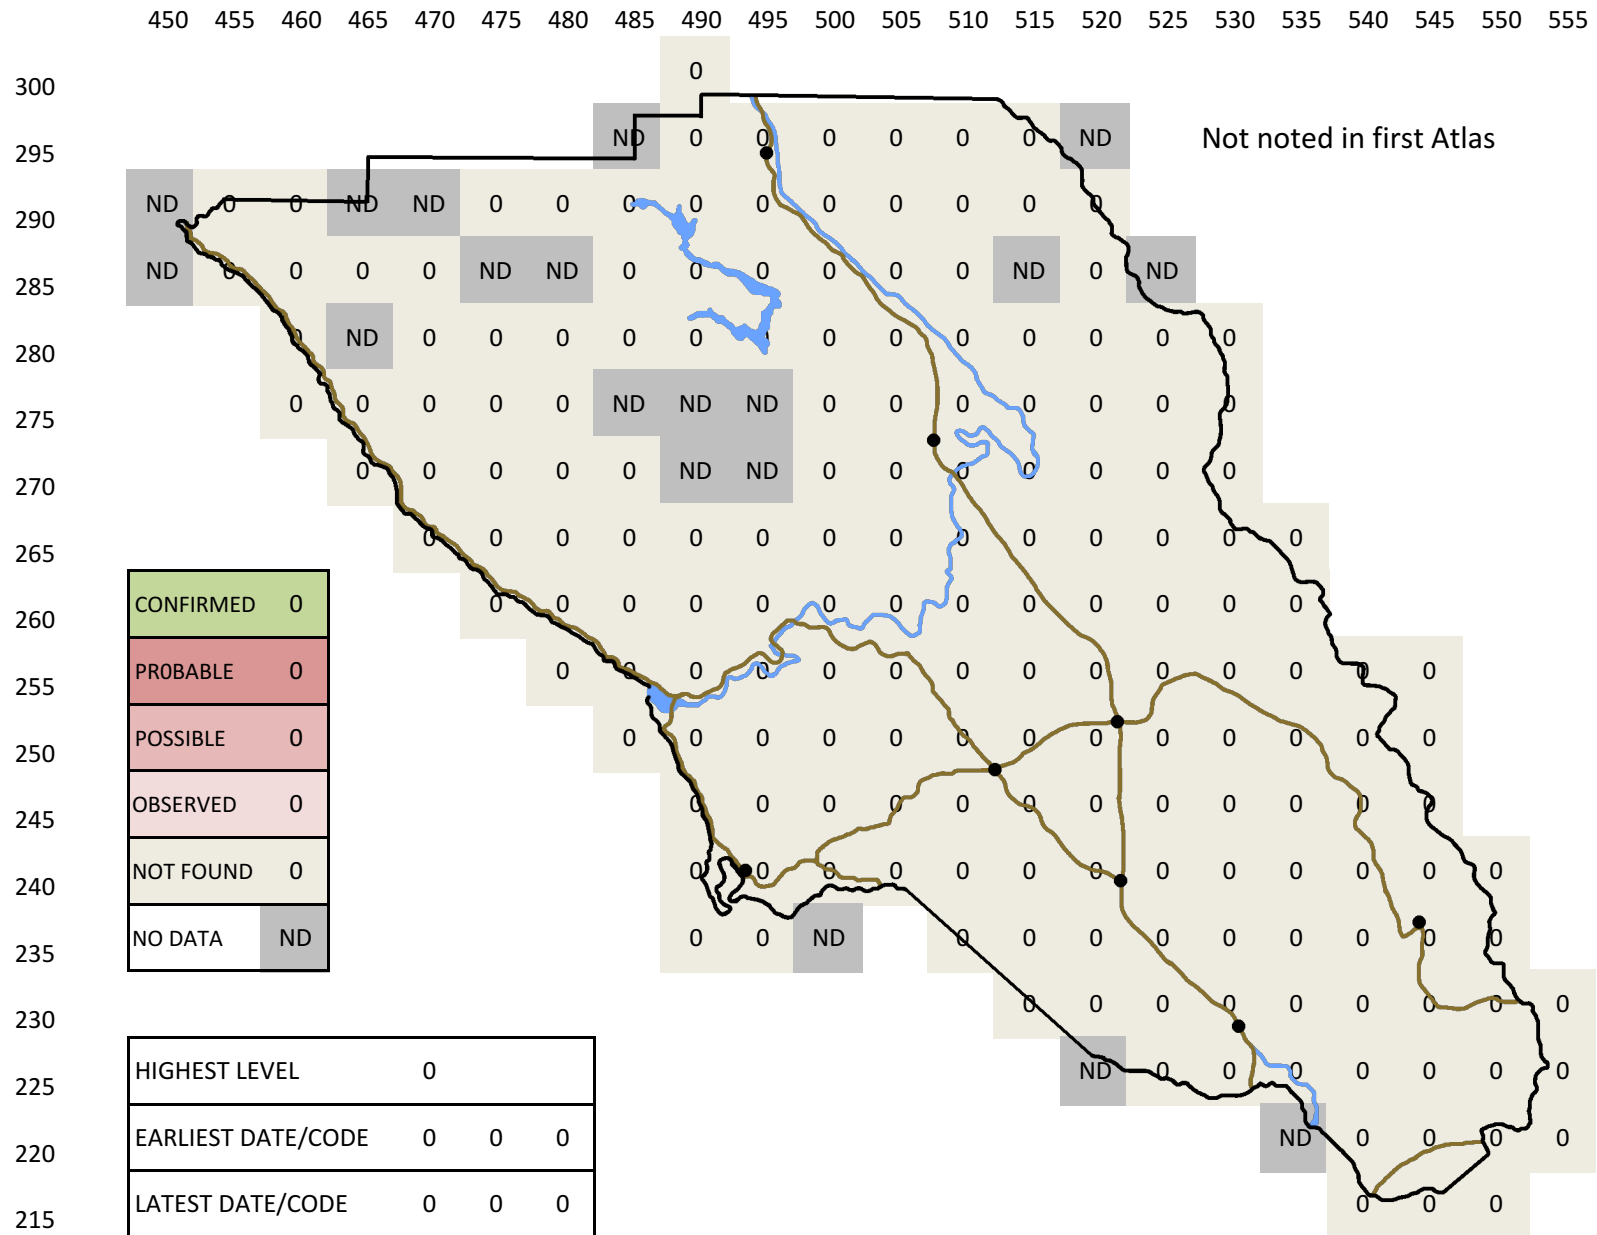 450 455 460 465 470 475 480 485 490 495 500 505 510 515 520 525 530 535 540 545 550 555
300 0
295 ND 0 0 0 0 0 0 ND Not noted in first Atlas
290 ND 0 0 ND ND 0 0 0 0 0 0 0 0 0 0
285 ND 0 0 0 0 ND ND 0 0 0 0 0 0 ND 0 ND
280 0 ND 0 0 0 0 0 0 0 0 0 0 0 0 0
275 0 0 0 0 0 ND ND ND 0 0 0 0 0 0 0
270 0 0 0 0 0 ND ND 0 0 0 0 0 0 0
265 0 0 0 0 0 0 0 0 0 0 0 0 0 0
260 CONFIRMED 0 0 0 0 0 0 0 0 0 0 0 0 0 0
255 PR0BABLE 0 0 0 0 0 0 0 0 0 0 0 0 0 0 0
250 POSSIBLE 0 0 0 0 0 0 0 0 0 0 0 0 0 0
245 OBSERVED 0 0 0 0 0 0 0 0 0 0 0 0 0
240 NOT FOUND 0 0 0 0 0 0 0 0 0 0 0 0 0 0
235 NO DATA ND 0 0 ND 0 0 0 0 0 0 0 0 0
230 0 0 0 0 0 0 0 0 0
225 HIGHEST LEVEL 0 ND 0 0 0 0 0 0 0
220 EARLIEST DATE/CODE 0 0 0 ND 0 0 0 0
215 LATEST DATE/CODE 0 0 0 0 0 0